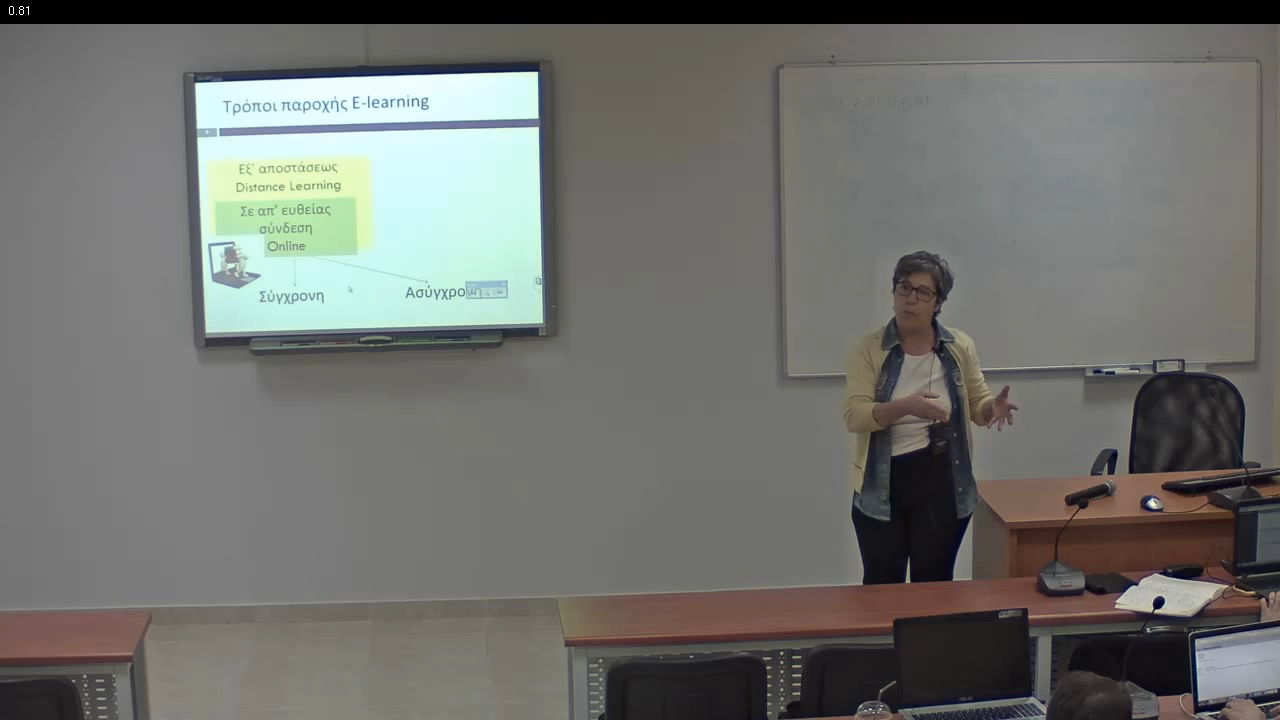 0.81
Τρόποι παροχής E-learning
Εξ' αποστάσεως
Distance Learning
Σε απ' ευθείας
σύνδεση
Online
Σύγχρονη
Ασύγχρο